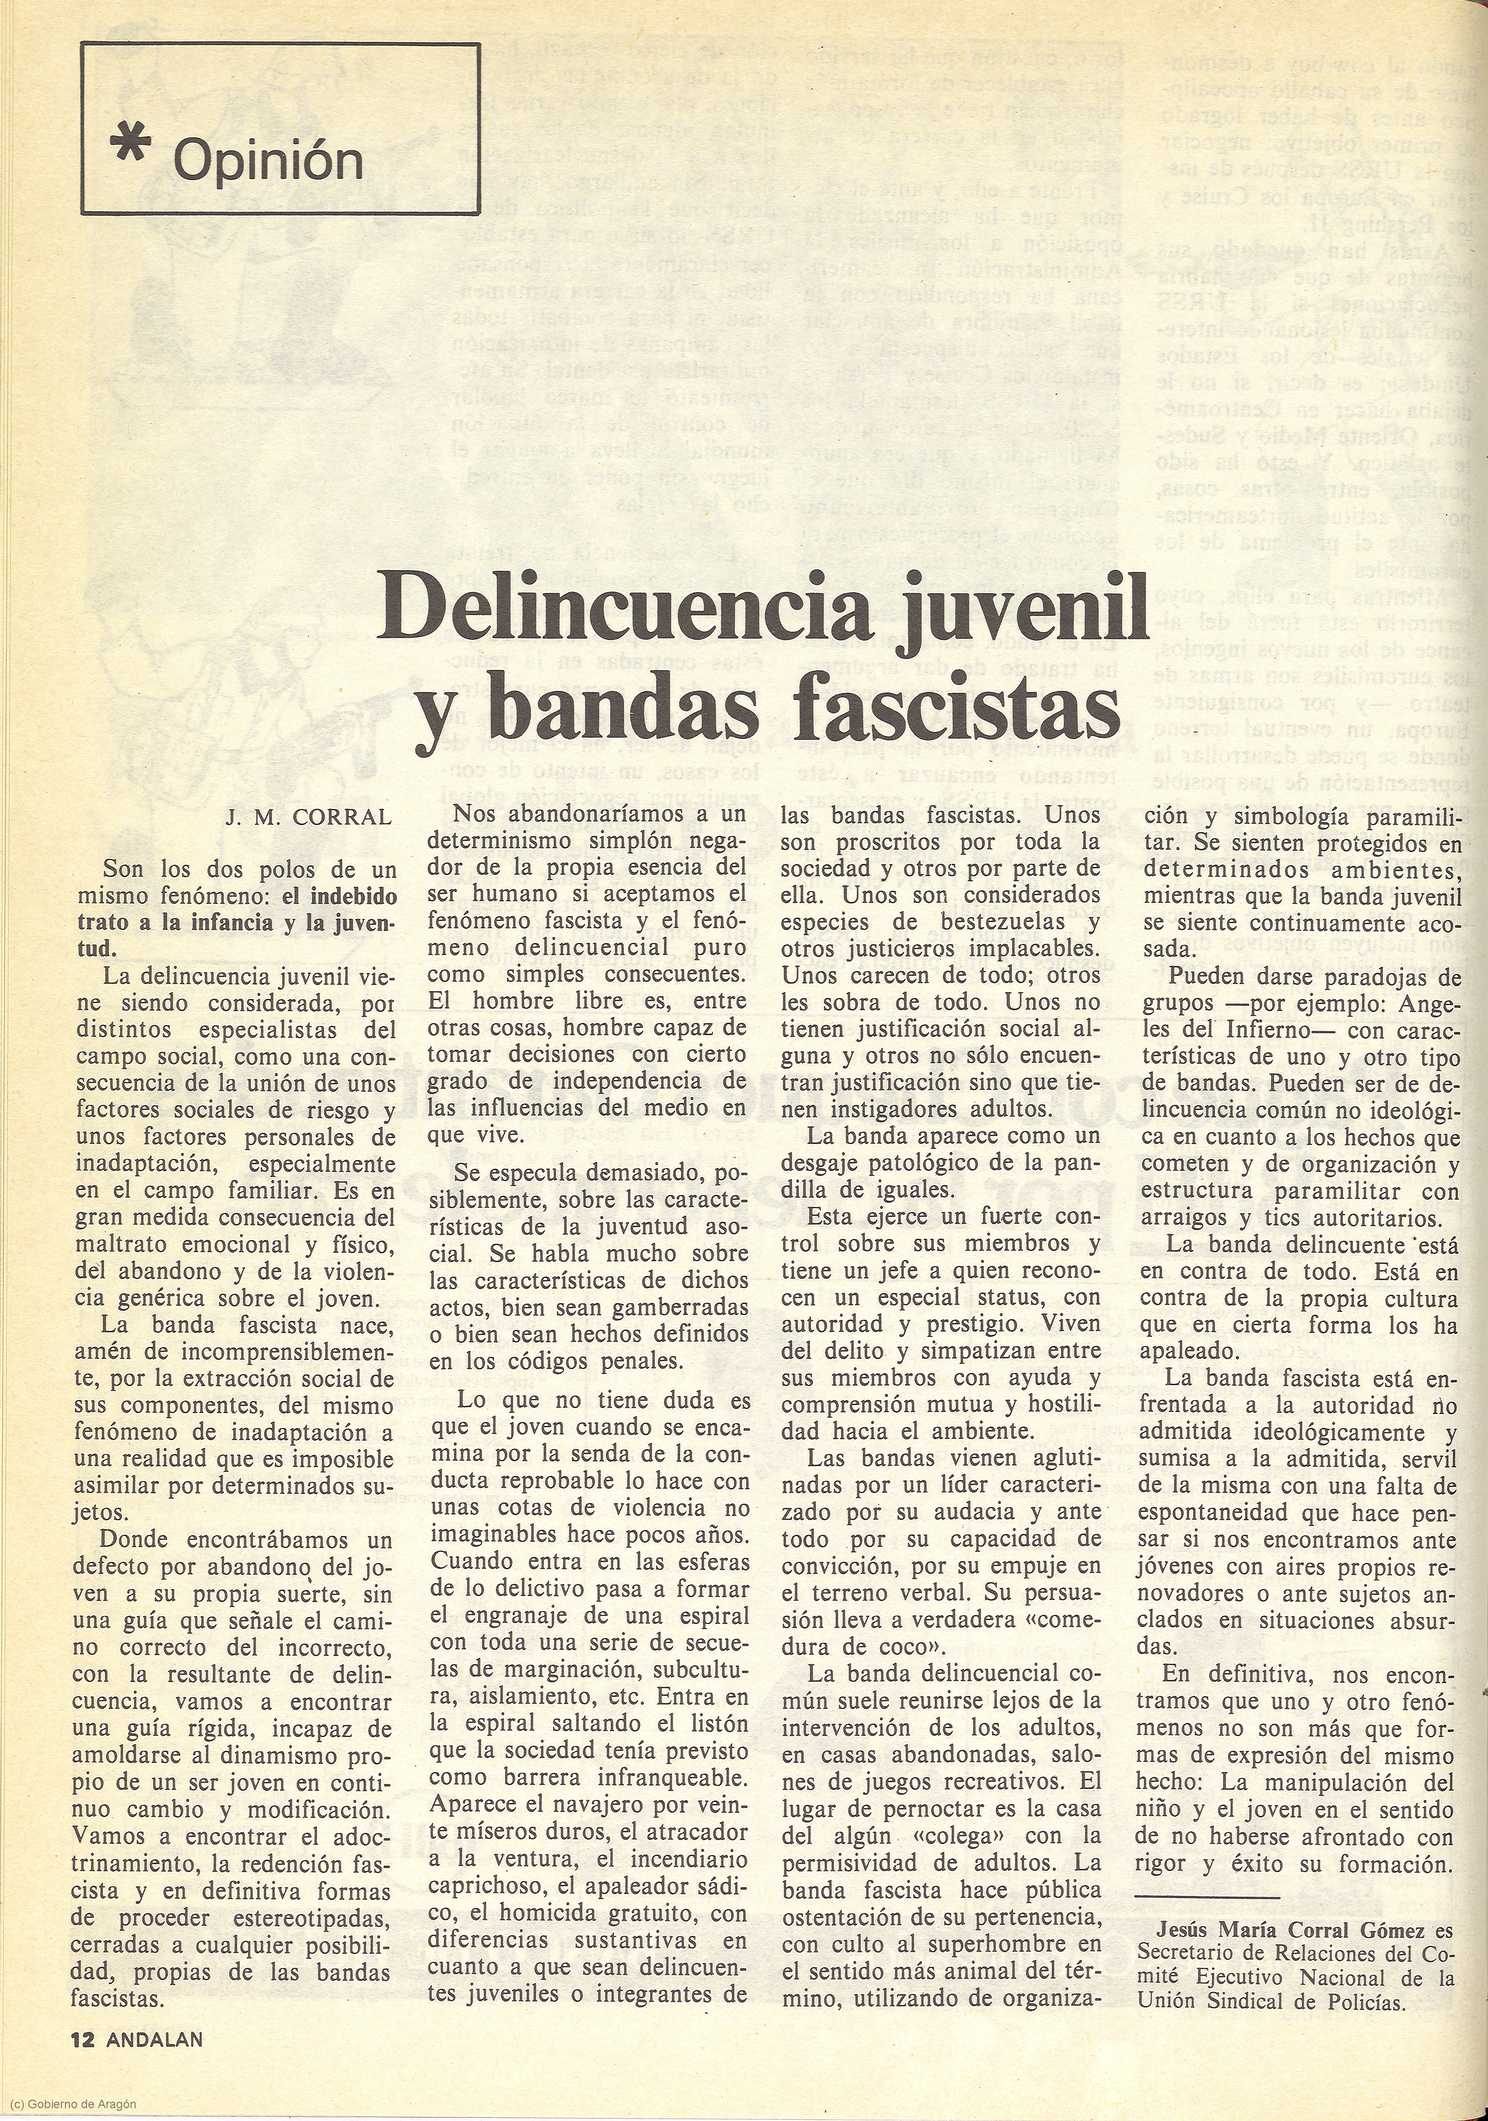 * Opinión
Delincuencia juvenil
y bandas fascistas
J. M. CORRAL
Son los dos polos de un
mismo fenómeno: el indebido
trato a la infancia y la juven-
tud.
La delincuencia juvenil vie-
ne siendo considerada, por
distintos especialistas del
campo social, como una con-
secuencia de la unión de unos
factores sociales de riesgo y
unos factores personales de
inadaptación, especialmente
en el campo familiar. Es en
gran medida consecuencia del
maltrato emocional y físico,
del abandono y de la violen-
cia genérica sobre el joven.
La banda fascista nace,
amén de incomprensiblemen-
te, por la extracción social de
sus componentes, del mismo
fenómeno de inadaptación a
una realidad que es imposible
asimilar por determinados su-
jetos.
Donde encontrábamos un
defecto por abandono del jo-
ven a su propia suerte, sin
una guía que señale el cami-
no correcto del incorrecto,
con la resultante de delin-
cuencia, vamos a encontrar
una guía rígida, incapaz de
amoldarse al dinamismo pro-
pio de un ser joven en conti-
nuo cambio y modificación.
Vamos a encontrar el adoc-
trinamiento, la redención fas-
cista y en definitiva formas
de proceder estereotipadas,
cerradas a cualquier posibili-
dad, propias de las bandas
fascistas.
Nos abandonaríamos a un
determinismo simplón nega-
dor de la propia esencia del
ser humano si aceptamos el
fenómeno fascista y el fenó-
meno delincuencial puro
como simples consecuentes.
El hombre libre es, entre
otras cosas, hombre capaz de
tomar decisiones con cierto
grado de independencia de
las influencias del medio en
que vive.
Se especula demasiado, po-
siblemente, sobre las caracte-
rísticas de la juventud aso-
cial. Se habla mucho sobre
las características de dichos
actos, bien sean gamberradas
o bien sean hechos definidos
en los códigos penales.
Lo que no tiene duda es
que el joven cuando se enca-
mina por la senda de la con-
ducta reprobable lo hace con
unas cotas de violencia no
imaginables hace pocos años.
Cuando entra en las esferas
de lo delictivo pasa a formar
el engranaje de una espiral
con toda una serie de secue-
las de marginación, subcultu-
ra, aislamiento, etc. Entra en
la espiral saltando el listón
que la sociedad tenía previsto
como barrera infranqueable.
Aparece el navajero por vein-
te míseros duros, el atracador
a la ventura, el incendiario
caprichoso, el apaleador sádi-
co, el homicida gratuito, con
diferencias sustantivas en
cuanto a que sean delincuen-
tes juveniles o integrantes de
las bandas fascistas. Unos
son proscritos por toda la
sociedad y otros por parte de
ella. Unos son considerados
especies de bestezuelas y
otros justicieros implacables.
Unos carecen de todo; otros
les sobra de todo. Unos no
tienen justificación social al-
guna y otros no sólo encuen-
tran justificación sino que tie-
nen instigadores adultos.
La banda aparece como un
desgaje patológico de la pan-
dilla de iguales.
Esta ejerce un fuerte con-
trol sobre sus miembros y
tiene un jefe a quien recono-
cen un especial status, con
autoridad y prestigio. Viven
del delito y simpatizan entre
sus miembros con ayuda y
comprensión mutua y hostili-
dad hacia el ambiente.
Las bandas vienen agluti-
nadas por un líder caracteri-
zado por su audacia y ante
todo por su capacidad de
convicción, por su empuje en
el terreno verbal. Su persua-
sión lleva a verdadera «come-
dura de coco».
La banda delincuencial co-
mún suele reunirse lejos de la
intervención de los adultos,
en casas abandonadas, salo-
nes de juegos recreativos. El
lugar de pernoctar es la casa
del algún «colega» con la
permisividad de adultos. La
banda fascista hace pública
ostentación de su pertenencia,
con culto al superhombre en
el sentido más animal del tér-
mino, utilizando de organiza-
ción y simbología paramili-
tar. Se sienten protegidos en
determinados ambientes,
mientras que la banda juvenil
se siente continuamente aco-
sada.
Pueden darse paradojas de
grupos —por ejemplo: Ange-
les del Infierno— con carac-
terísticas de uno y otro tipo
de bandas. Pueden ser de de-
lincuencia común no ideológi-
ca en cuanto a los hechos que
cometen y de organización y
estructura paramilitar con
arraigos y tics autoritarios.
La banda delincuente está
en contra de todo. Está en
contra de la propia cultura
que en cierta forma los ha
apaleado.
La banda fascista está en-
frentada a la autoridad no
admitida ideológicamente y
sumisa a la admitida, servil
de la misma con una falta de
espontaneidad que hace pen-
sar si nos encontramos ante
jóvenes con aires propios re-
novadores o ante sujetos an-
clados en situaciones absur-
das.
En definitiva, nos encon-
tramos que uno y otro fenó-
menos no son más que for-
mas de expresión del mismo
hecho: La manipulación del
niño y el joven en el sentido
de no haberse afrontado con
rigor y éxito su formación.
Jesús María Corral Gómez es
Secretario de Relaciones del Co-
mité Ejecutivo Nacional de la
Unión Sindical de Policías.
12 ANDALAN
(c) Gobierno de Aragón